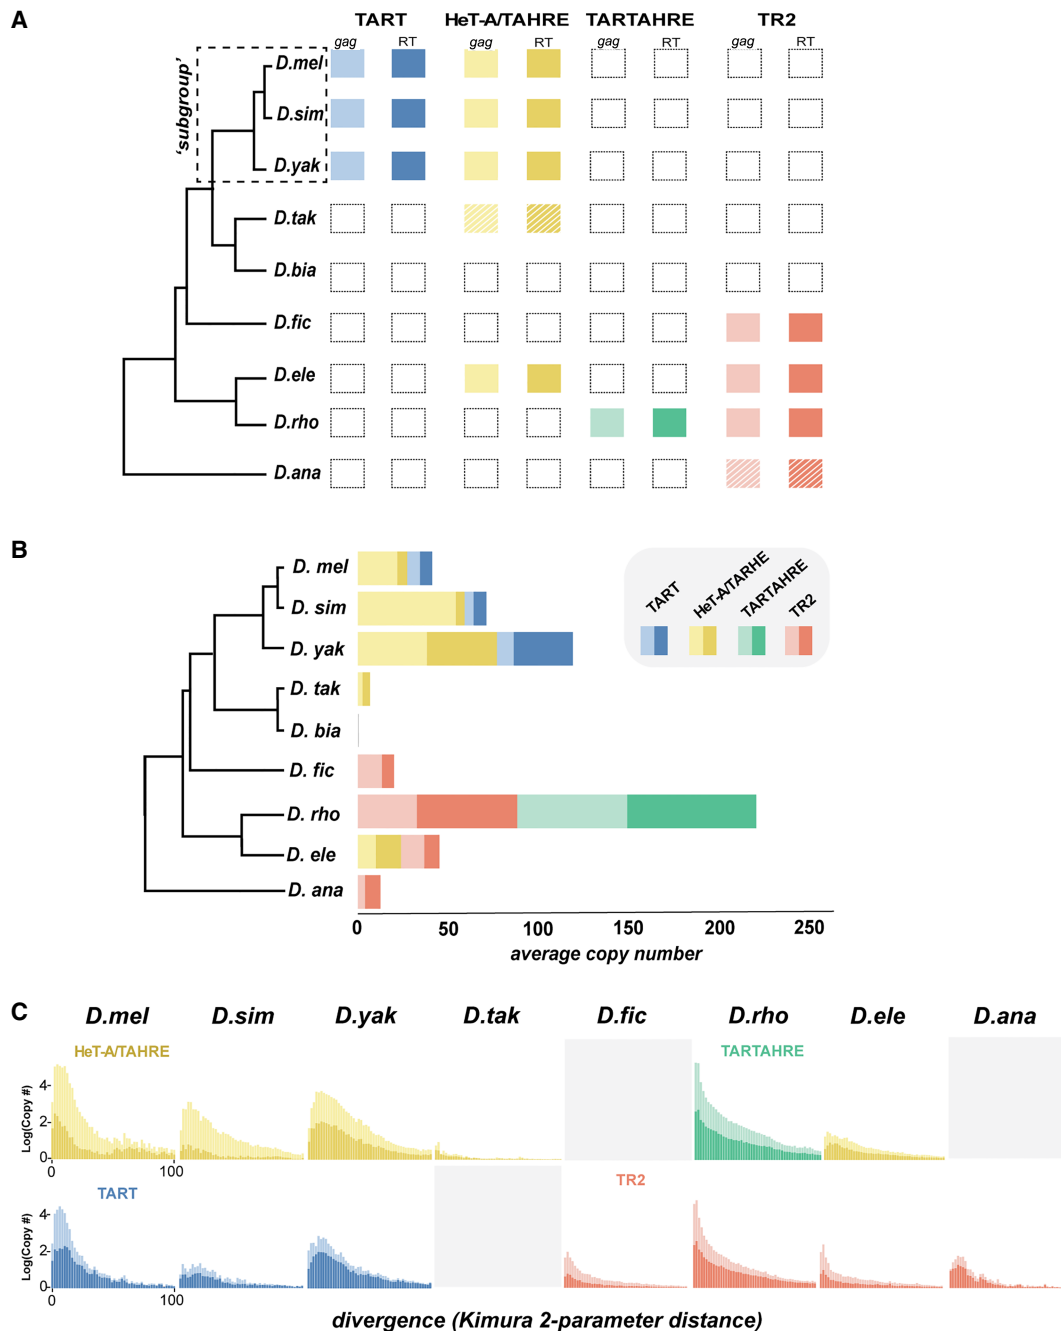 A
TART HeT-A/TAHRE TARTAHRE TR2
gag RT gag RT gag RT gag RT
'subgroup'
D.mel
D.sim
D.yak
D.tak
D.bia
D.fic
D.ele
D.rho
D.ana
B
D. mel
D. sim
D. yak
D. tak
D. bia
D. fic
D. rho
D. ele
D. ana
TART HeT-A/TARHE TARTAHRE TR2
0 50 100 150 200 250
average copy number
C
D.mel D.sim D.yak D.tak D.fic D.rho D.ele D.ana
HeT-A/TAHRE TARTAHRE
Log(Copy #)
4
2
0
0 100
TART TR2
Log(Copy #)
4
2
0
0 100
divergence (Kimura 2-parameter distance)